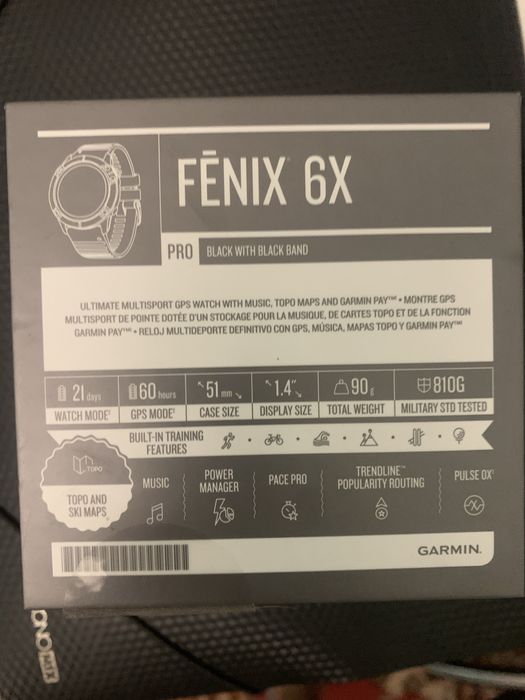 FĒNIX 6X
PRO BLACK WITH BLACK BAND
ULTIMATE MULTISPORT GPS WATCH WITH MUSIC, TOPO MAPS AND GARMIN PAY™ • MONTRE GPS
MULTISPORT DE POINTE DOTÉE D'UN STOCKAGE POUR LA MUSIQUE, DE CARTES TOPO ET DE LA FONCTION
GARMIN PAY™ • RELOJ MULTIDEPORTE DEFINITIVO CON GPS, MÚSICA, MAPAS TOPO Y GARMIN PAY™
21 days
WATCH MODE†
60 hours
GPS MODE†
51 mm
CASE SIZE
1.4"
DISPLAY SIZE
90 g
TOTAL WEIGHT
810G
MILITARY STD TESTED
BUILT-IN TRAINING
FEATURES
TOPO
TOPO AND
SKI MAPS
MUSIC
POWER
MANAGER
PACE PRO
TRENDLINE™
POPULARITY ROUTING
PULSE OX
GARMIN.